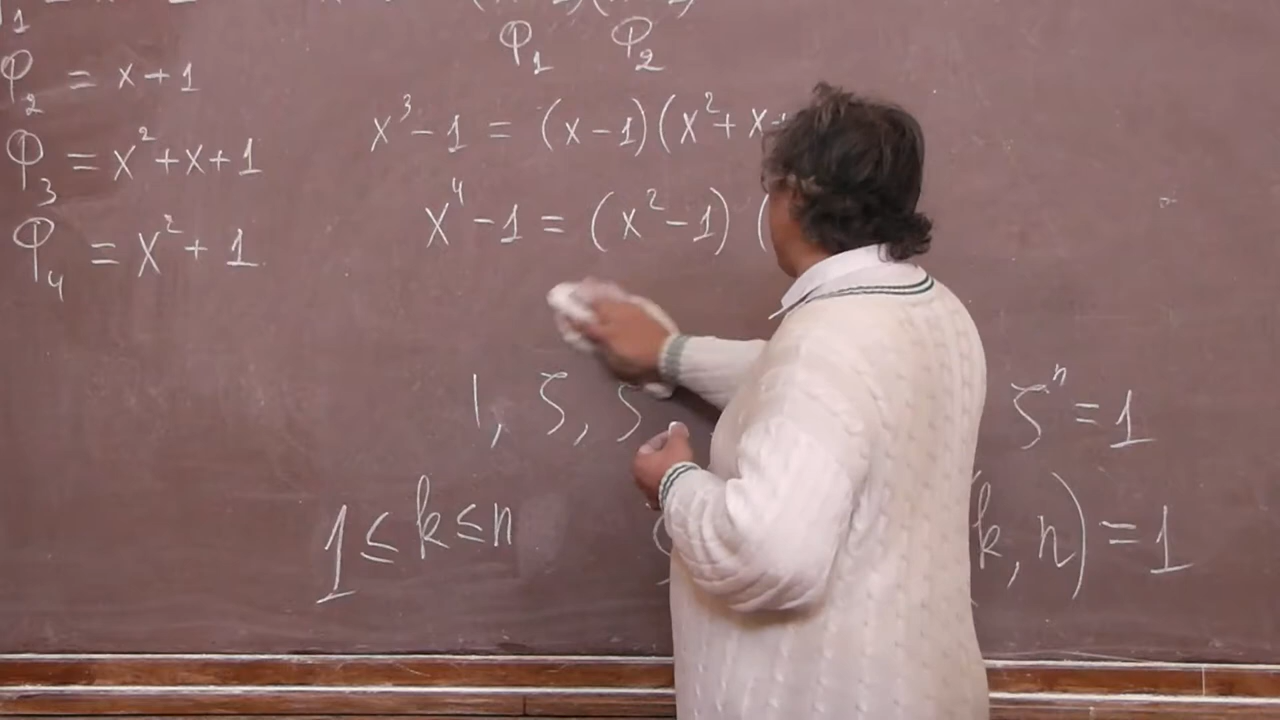 Φ₁ Φ₂
Φ₂ = x+1
x³-1 = (x-1)(x²+x+
Φ₃ = x²+x+1
x⁴-1 = (x²-1)(
Φ₄ = x²+1
1, ζ, ζ
ζⁿ = 1
1 ≤ k ≤ n
(k, n) = 1